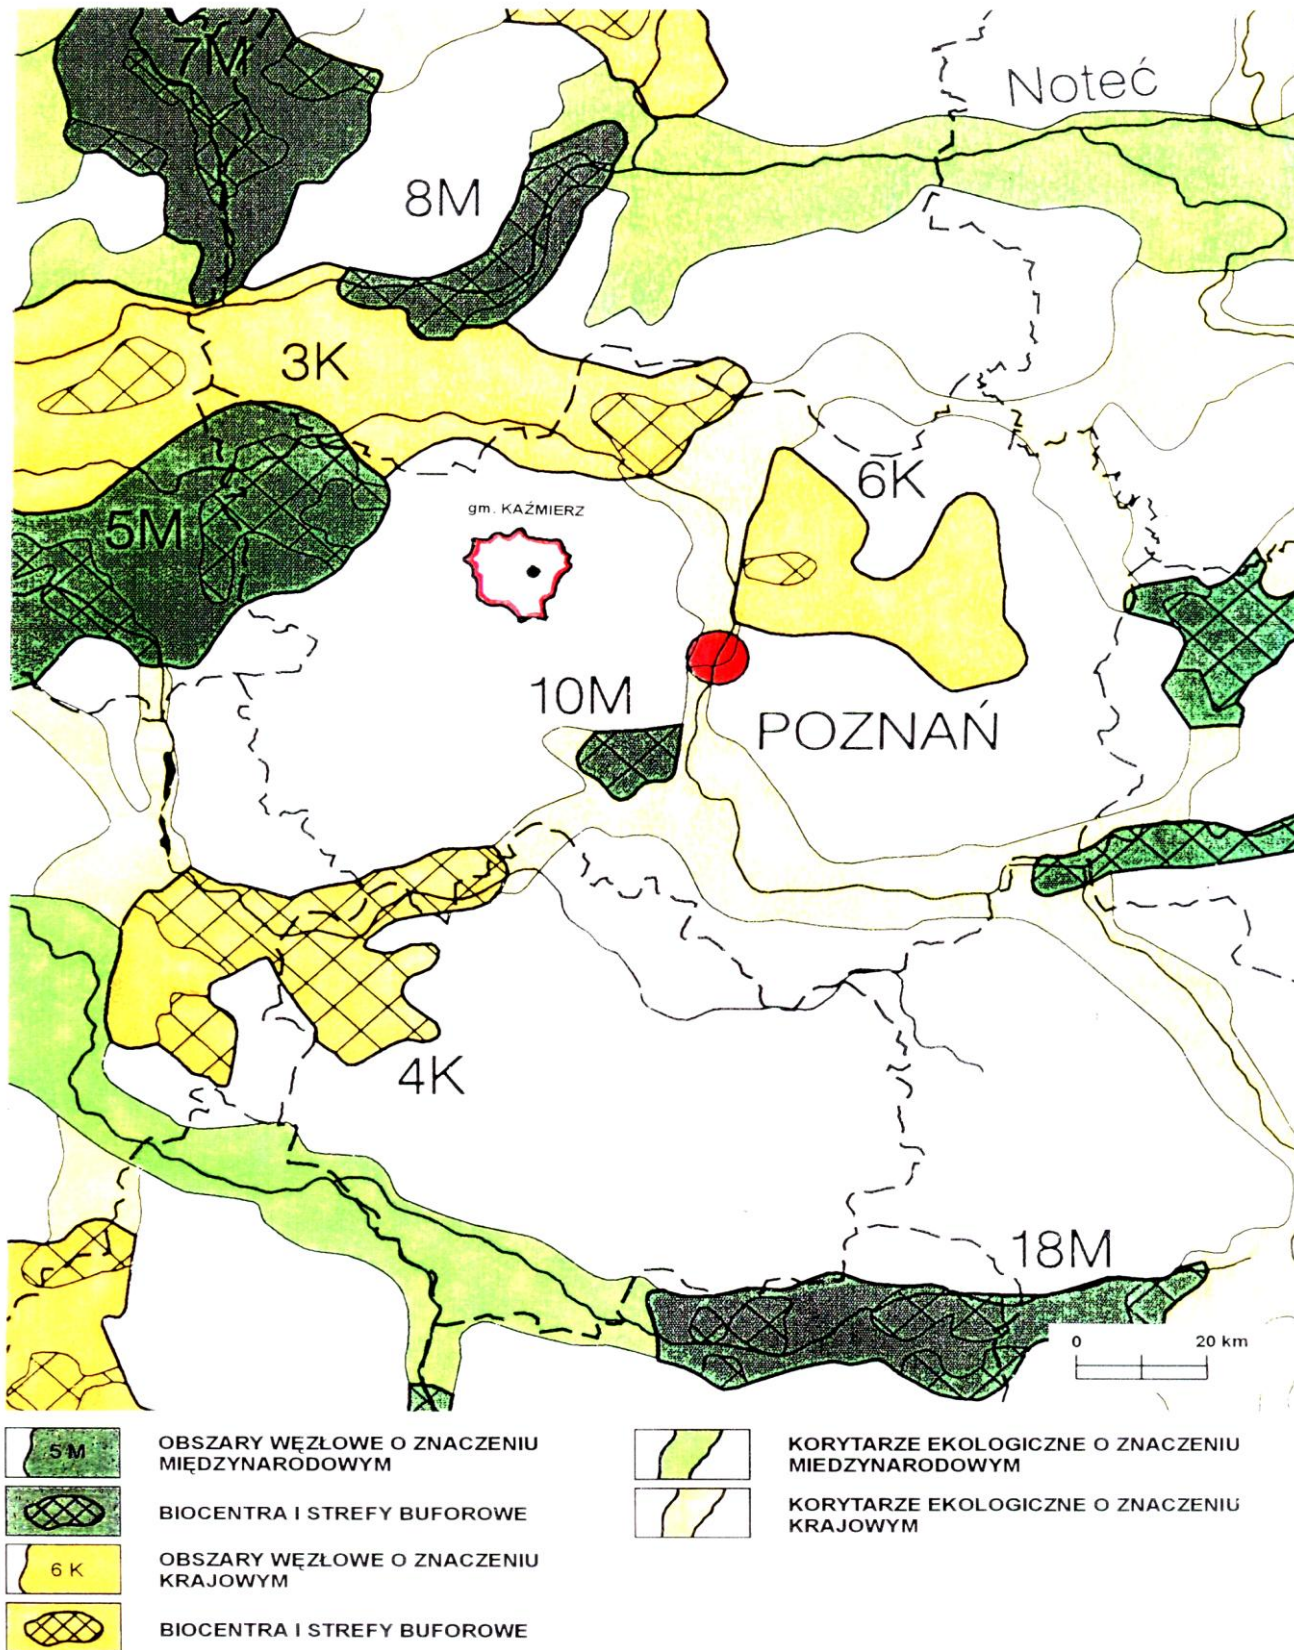 7M
Noteć
8M
3K
6K
gm. KAŹMIERZ
5M
10M
POZNAŃ
4K
18M
0 20 km
5 M
OBSZARY WĘZŁOWE O ZNACZENIU
MIĘDZYNARODOWYM
BIOCENTRA I STREFY BUFOROWE
6 K
OBSZARY WĘZŁOWE O ZNACZENIU
KRAJOWYM
BIOCENTRA I STREFY BUFOROWE
KORYTARZE EKOLOGICZNE O ZNACZENIU
MIEDZYNARODOWYM
KORYTARZE EKOLOGICZNE O ZNACZENIU
KRAJOWYM